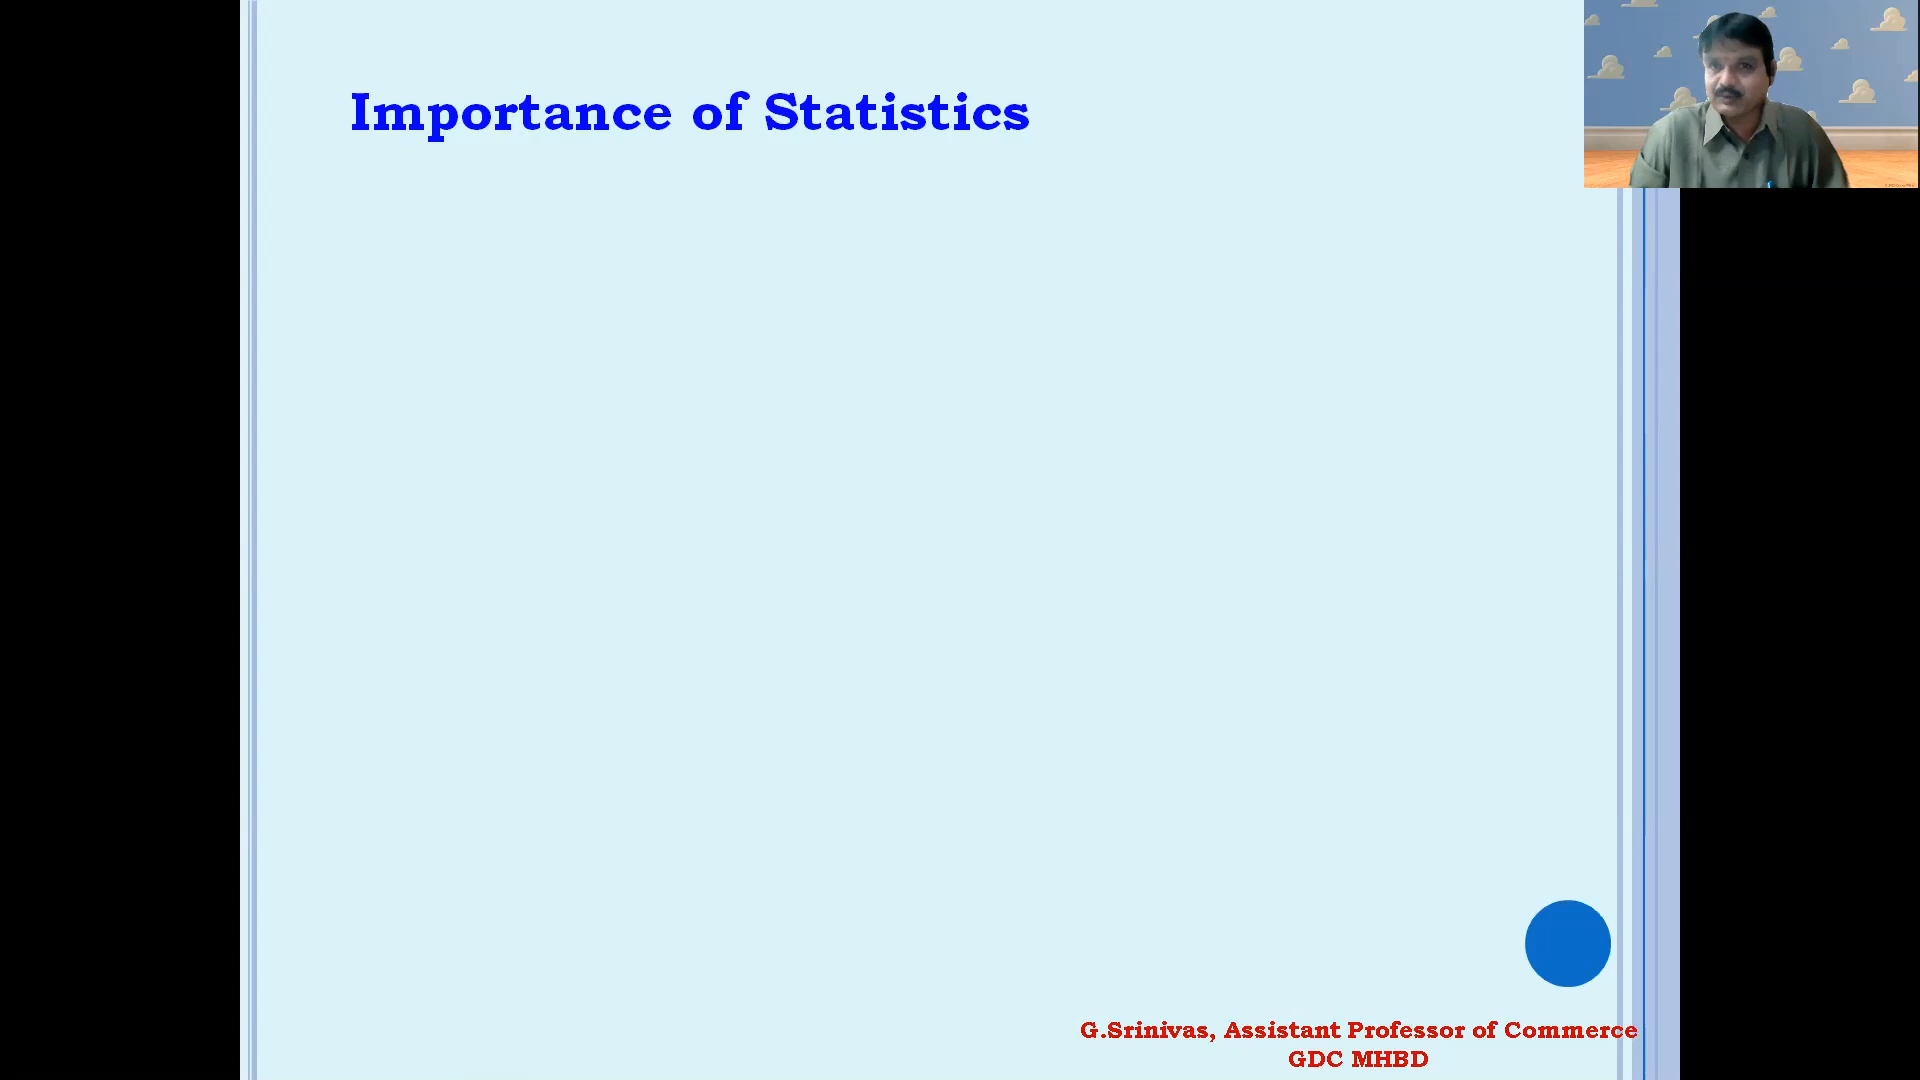 Importance of Statistics
G.Srinivas, Assistant Professor of Commerce
GDC MHBD